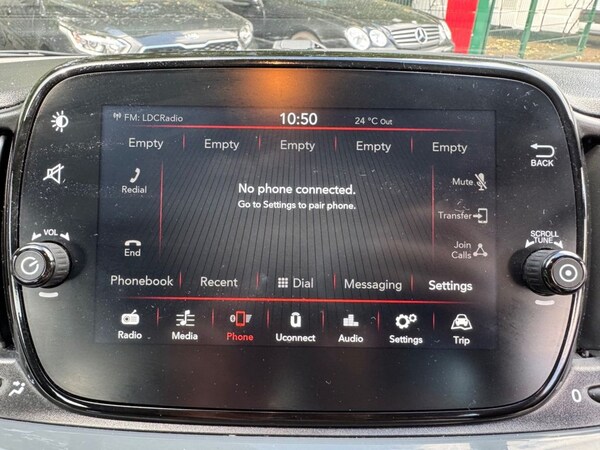 FM: LDCRadio 10:50 24 °C Out
Empty Empty Empty Empty Empty
Redial
No phone connected.
Go to Settings to pair phone.
Mute
Transfer
End
Join
Calls
Phonebook Recent Dial Messaging Settings
Radio Media Phone Uconnect Audio Settings Trip
VOL
BACK
SCROLL
TUNE
0